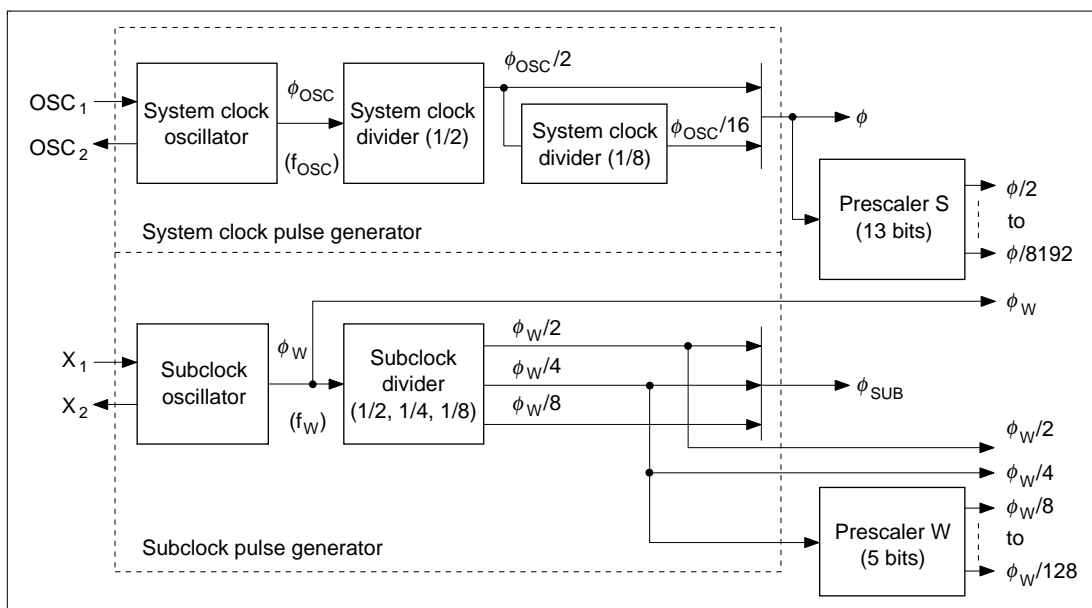 OSC1
OSC2
System clock
oscillator
ϕOSC
(fOSC)
System clock
divider (1/2)
ϕOSC/2
System clock
divider (1/8)
ϕOSC/16
ϕ
Prescaler S
(13 bits)
ϕ/2
to
ϕ/8192
System clock pulse generator
X1
X2
Subclock
oscillator
ϕW
(fW)
Subclock
divider
(1/2, 1/4, 1/8)
ϕW/2
ϕW/4
ϕW/8
ϕW
ϕSUB
ϕW/2
ϕW/4
Prescaler W
(5 bits)
ϕW/8
to
ϕW/128
Subclock pulse generator